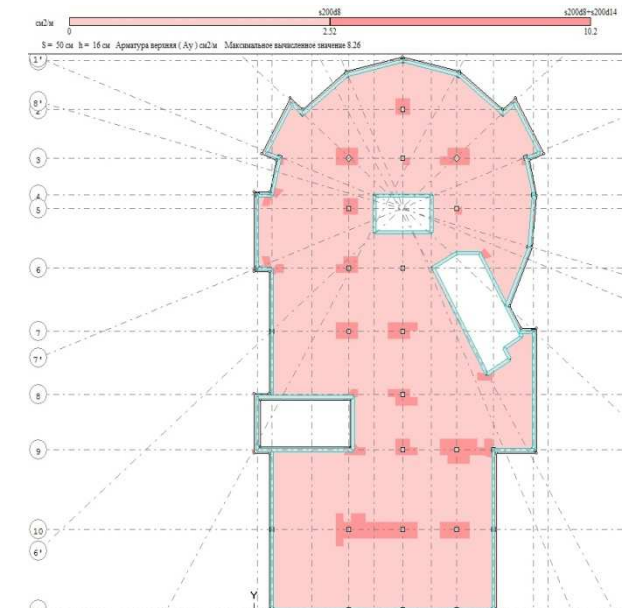 s200d8 s200d8+s200d14
см2/м
0 2.52 10.2
S = 50 см h = 16 см Арматура верхняя ( Ау ) см2/м Максимальное вычисленное значение 8.26
1'
8'
2
3
4
5
6
7
7'
8
9
10
6'
Y